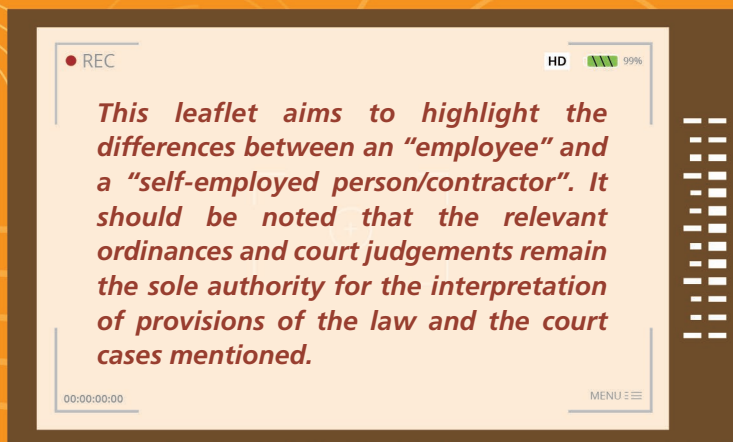 REC
HD 99%
This leaflet aims to highlight the
differences between an “employee” and
a “self-employed person/contractor”. It
should be noted that the relevant
ordinances and court judgements remain
the sole authority for the interpretation
of provisions of the law and the court
cases mentioned.
00:00:00:00
MENU